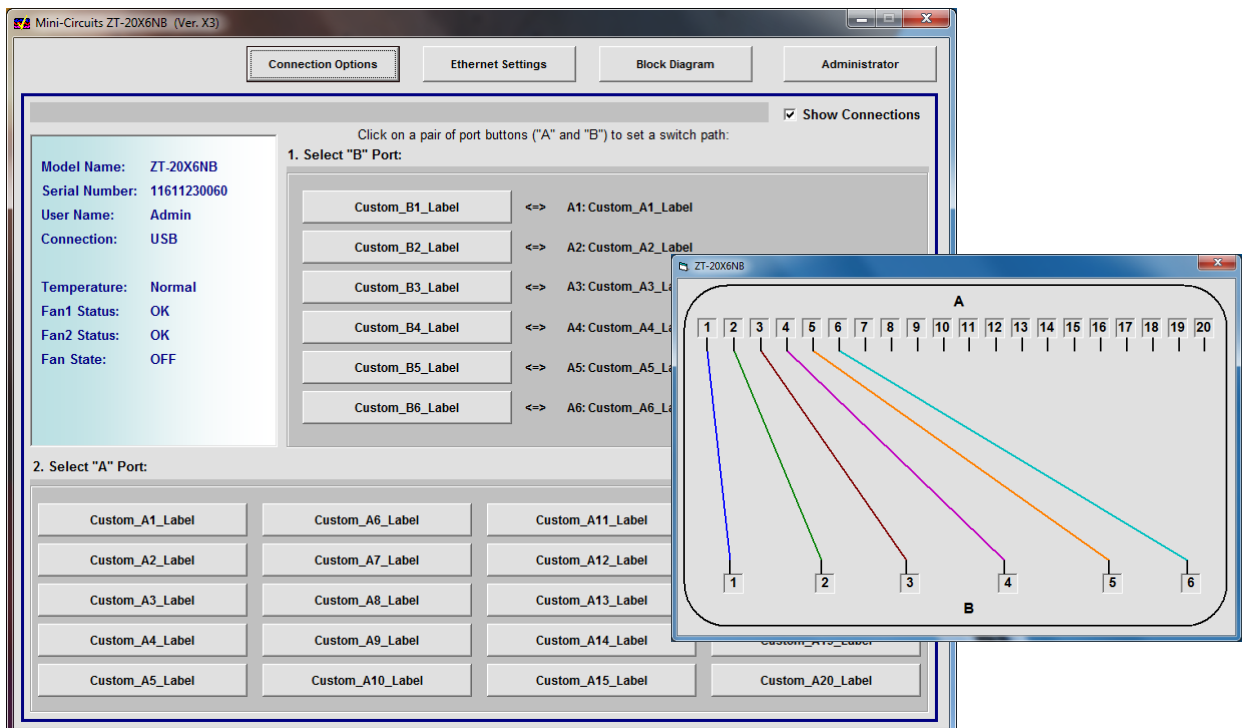 Mini-Circuits ZT-20X6NB (Ver. X3)
Connection Options Ethernet Settings Block Diagram Administrator
Show Connections
Click on a pair of port buttons ("A" and "B") to set a switch path:
1. Select "B" Port:
Model Name: ZT-20X6NB
Serial Number: 11611230060
User Name: Admin
Connection: USB
Temperature: Normal
Fan1 Status: OK
Fan2 Status: OK
Fan State: OFF
Custom_B1_Label <=> A1: Custom_A1_Label
Custom_B2_Label <=> A2: Custom_A2_Label
Custom_B3_Label <=> A3: Custom_A3_La
Custom_B4_Label <=> A4: Custom_A4_La
Custom_B5_Label <=> A5: Custom_A5_La
Custom_B6_Label <=> A6: Custom_A6_La
2. Select "A" Port:
Custom_A1_Label Custom_A6_Label Custom_A11_Label
Custom_A2_Label Custom_A7_Label Custom_A12_Label
Custom_A3_Label Custom_A8_Label Custom_A13_Label
Custom_A4_Label Custom_A9_Label Custom_A14_Label Custom_A19_Label
Custom_A5_Label Custom_A10_Label Custom_A15_Label Custom_A20_Label
ZT-20X6NB
A
1 2 3 4 5 6 7 8 9 10 11 12 13 14 15 16 17 18 19 20
1 2 3 4 5 6
B